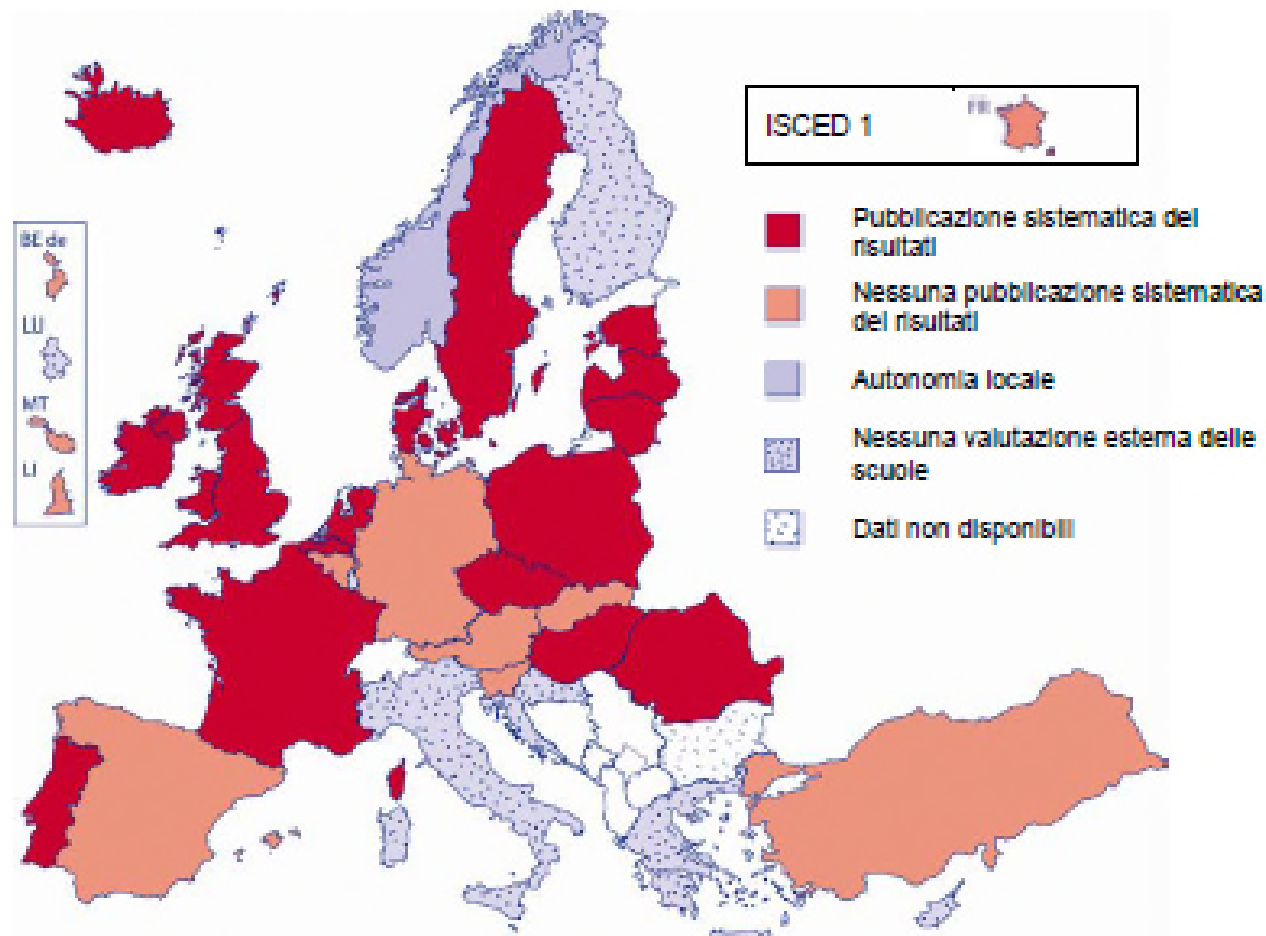 ISCED 1
FR
Pubblicazione sistematica dei
risultati
Nessuna pubblicazione sistematica
dei risultati
Autonomia locale
Nessuna valutazione esterna delle
scuole
Dati non disponibili
BE de
LU
MT
LI